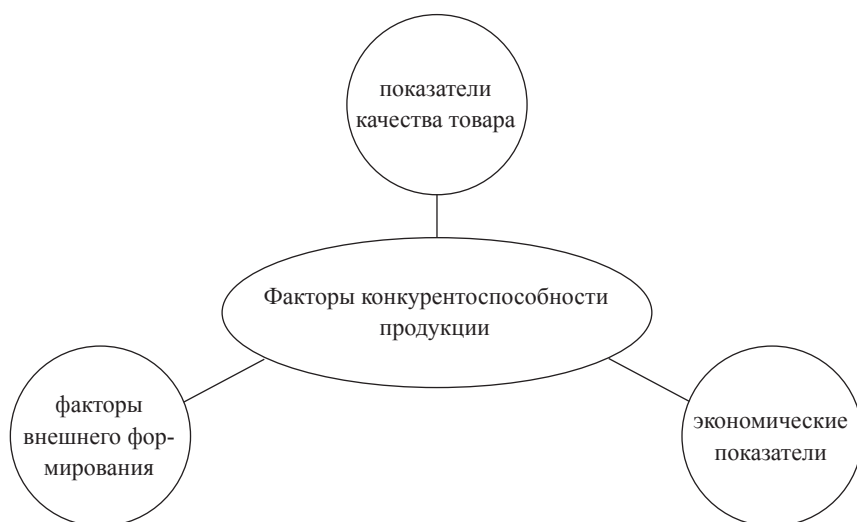 показатели
качества товара
Факторы конкурентоспособности
продукции
факторы
внешнего фор-
мирования
экономические
показатели